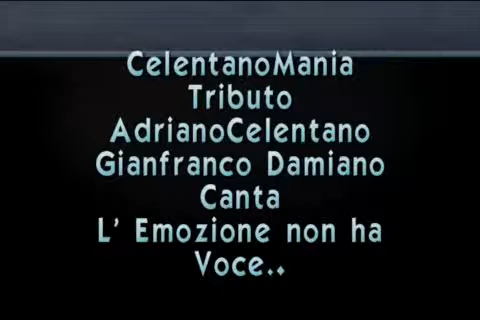 CelentanoMania
Tributo
AdrianoCelentano
Gianfranco Damiano
Canta
L' Emozione non ha
Voce..